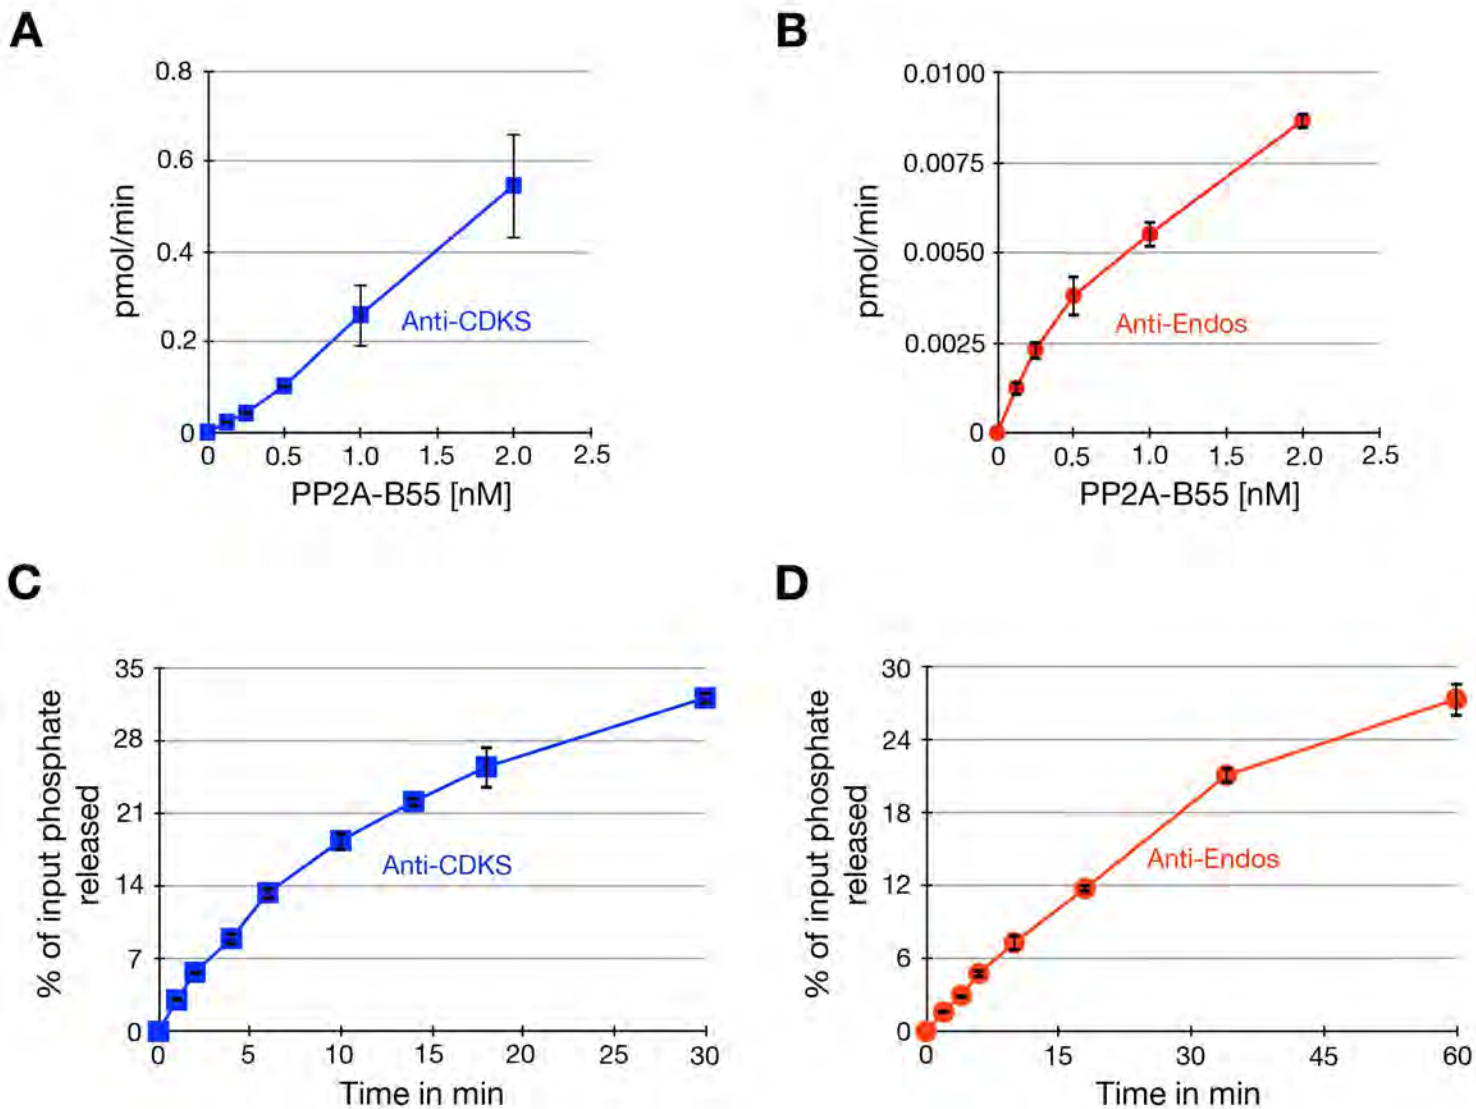 A
0.8
0.6
0.4
0.2
0
pmol/min
Anti-CDKS
0 0.5 1.0 1.5 2.0 2.5
PP2A-B55 [nM]
B
0.0100
0.0075
0.0050
0.0025
0
pmol/min
Anti-Endos
0 0.5 1.0 1.5 2.0 2.5
PP2A-B55 [nM]
C
35
28
21
14
7
0
% of input phosphate
released
Anti-CDKS
0 5 10 15 20 25 30
Time in min
D
30
24
18
12
6
0
% of input phosphate
released
Anti-Endos
0 15 30 45 60
Time in min